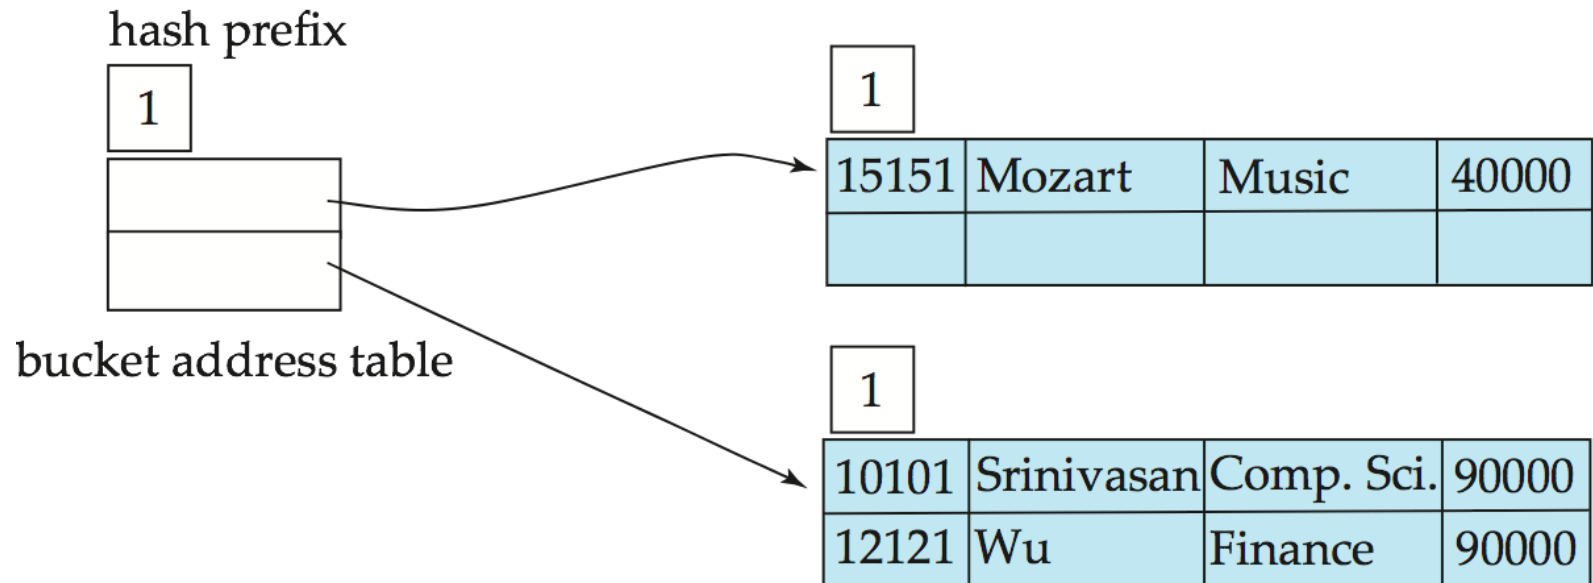 hash prefix
1
bucket address table
1
15151 Mozart Music 40000
1
10101 Srinivasan Comp. Sci. 90000
12121 Wu Finance 90000